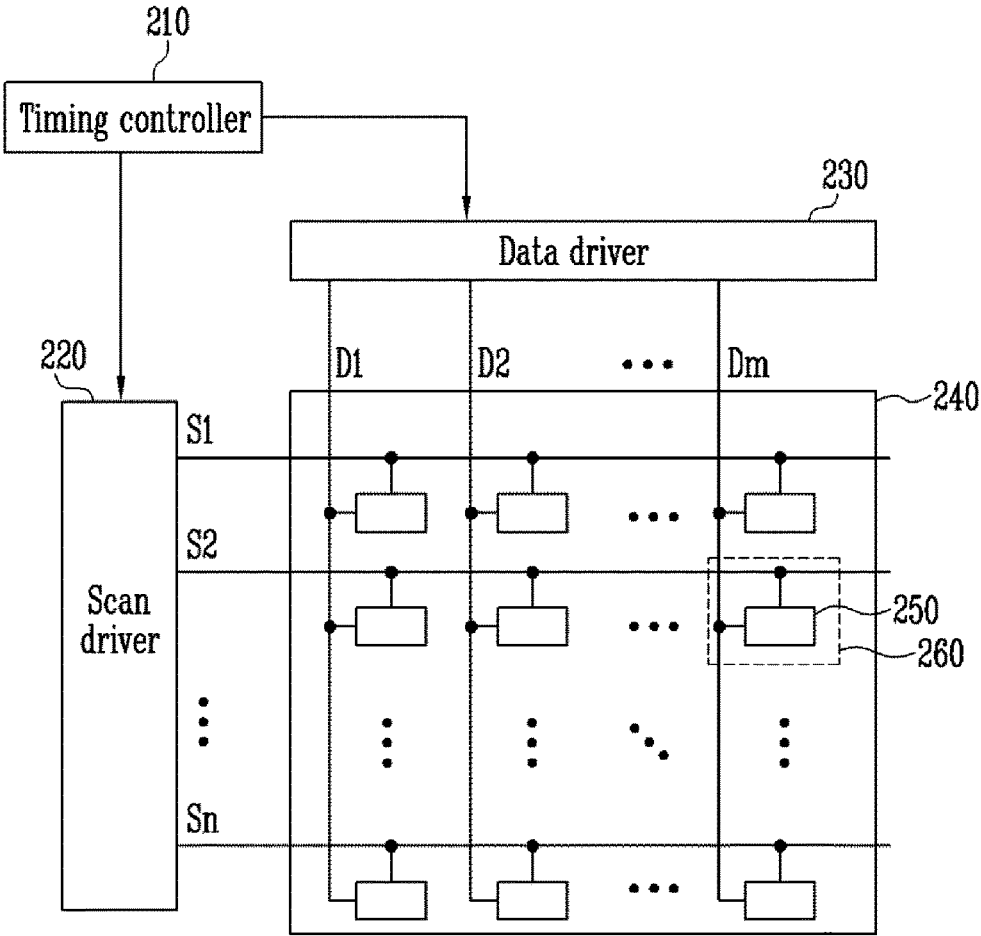 210
Timing controller
230
Data driver
220
D1
D2
Dm
240
S1
S2
Scan
driver
250
260
Sn